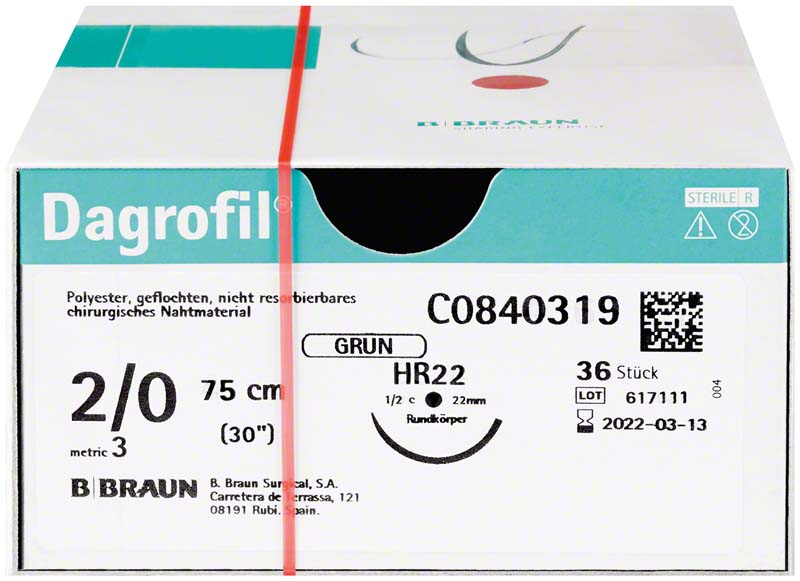 B|BRAUN
SHARING EXPERTISE
Dagrofil®
STERILE R
2
Polyester, geflochten, nicht resorbierbares
chirurgisches Nahtmaterial
C0840319
GRUN
2/0 75 cm
(30")
metric 3
HR22
1/2 c 22mm
Rundkörper
36 Stück
LOT 617111
2022-03-13
004
B|BRAUN
B. Braun Surgical, S.A.
Carretera de Terrassa, 121
08191 Rubí. Spain.